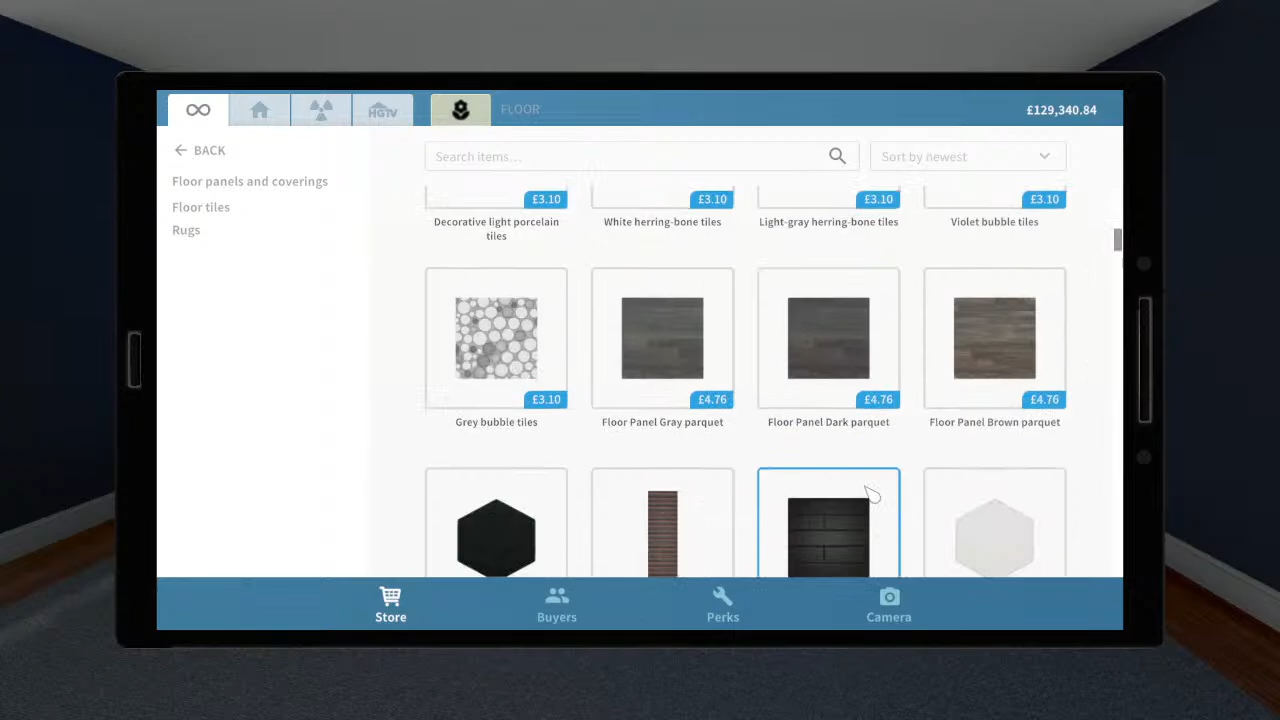 HGTV
FLOOR
£129,340.84
BACK
Search items...
Sort by newest
Floor panels and coverings
Floor tiles
Rugs
£3.10
£3.10
£3.10
£3.10
Decorative light porcelain
tiles
White herring-bone tiles
Light-gray herring-bone tiles
Violet bubble tiles
£3.10
£4.76
£4.76
£4.76
Grey bubble tiles
Floor Panel Gray parquet
Floor Panel Dark parquet
Floor Panel Brown parquet
Store
Buyers
Perks
Camera